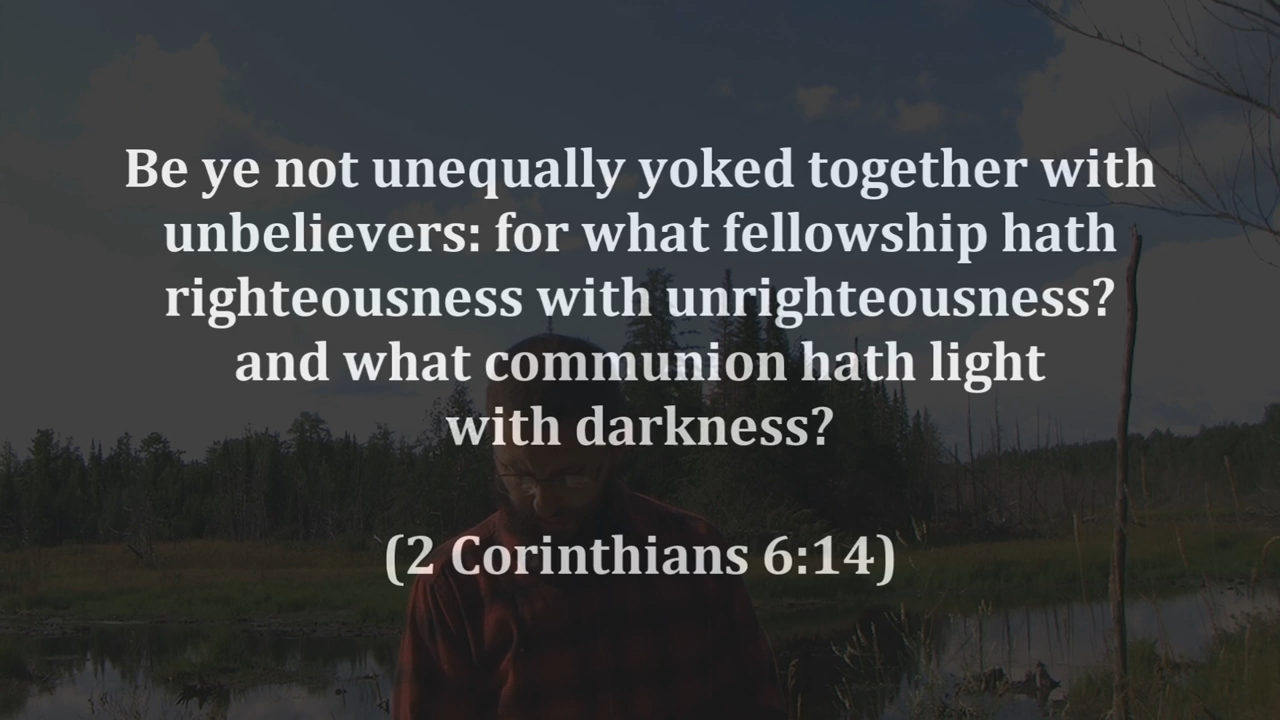 Be ye not unequally yoked together with
unbelievers: for what fellowship hath
righteousness with unrighteousness?
and what communion hath light
with darkness?
(2 Corinthians 6:14)